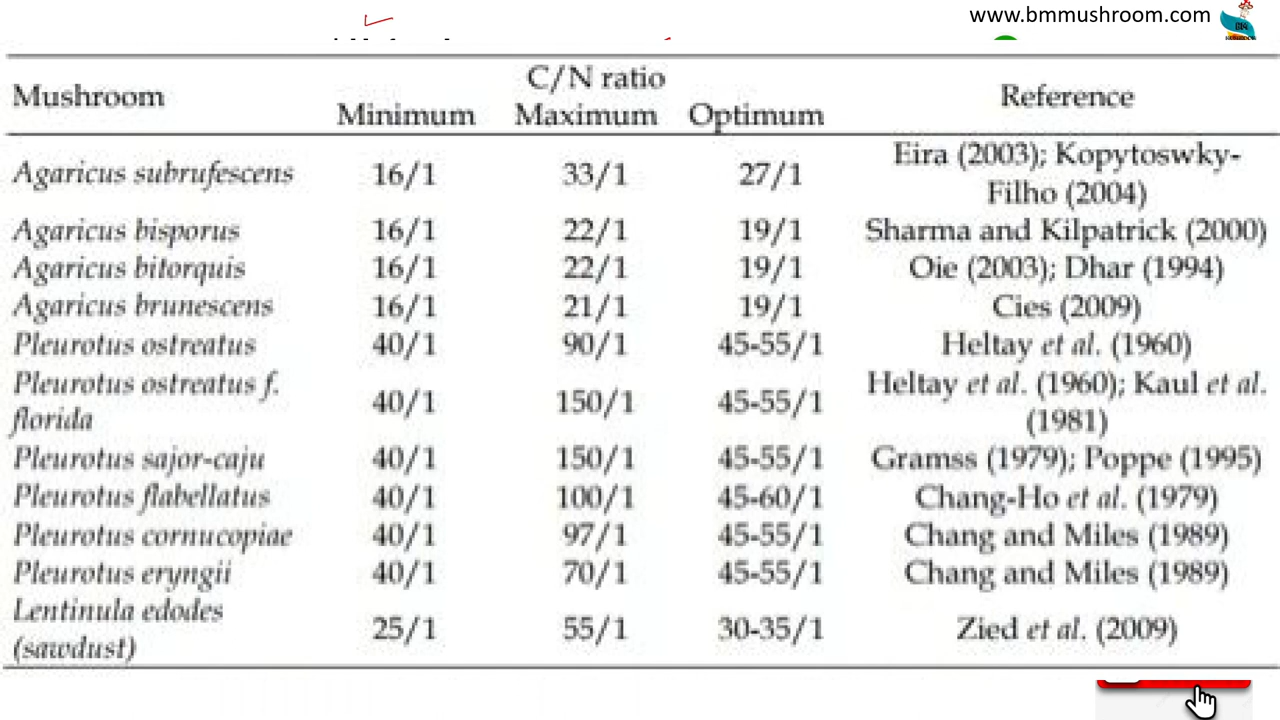 www.bmmushroom.com
C/N ratio
Mushroom Minimum Maximum Optimum Reference
Agaricus subrufescens 16/1 33/1 27/1 Eira (2003); Kopytoswky-
Filho (2004)
Agaricus bisporus 16/1 22/1 19/1 Sharma and Kilpatrick (2000)
Agaricus bitorquis 16/1 22/1 19/1 Oie (2003); Dhar (1994)
Agaricus brunescens 16/1 21/1 19/1 Cies (2009)
Pleurotus ostreatus 40/1 90/1 45-55/1 Heltay et al. (1960)
Pleurotus ostreatus f.
florida 40/1 150/1 45-55/1 Heltay et al. (1960); Kaul et al.
(1981)
Pleurotus sajor-caju 40/1 150/1 45-55/1 Gramss (1979); Poppe (1995)
Pleurotus flabellatus 40/1 100/1 45-60/1 Chang-Ho et al. (1979)
Pleurotus cornucopiae 40/1 97/1 45-55/1 Chang and Miles (1989)
Pleurotus eryngii 40/1 70/1 45-55/1 Chang and Miles (1989)
Lentinula edodes
(sawdust) 25/1 55/1 30-35/1 Zied et al. (2009)